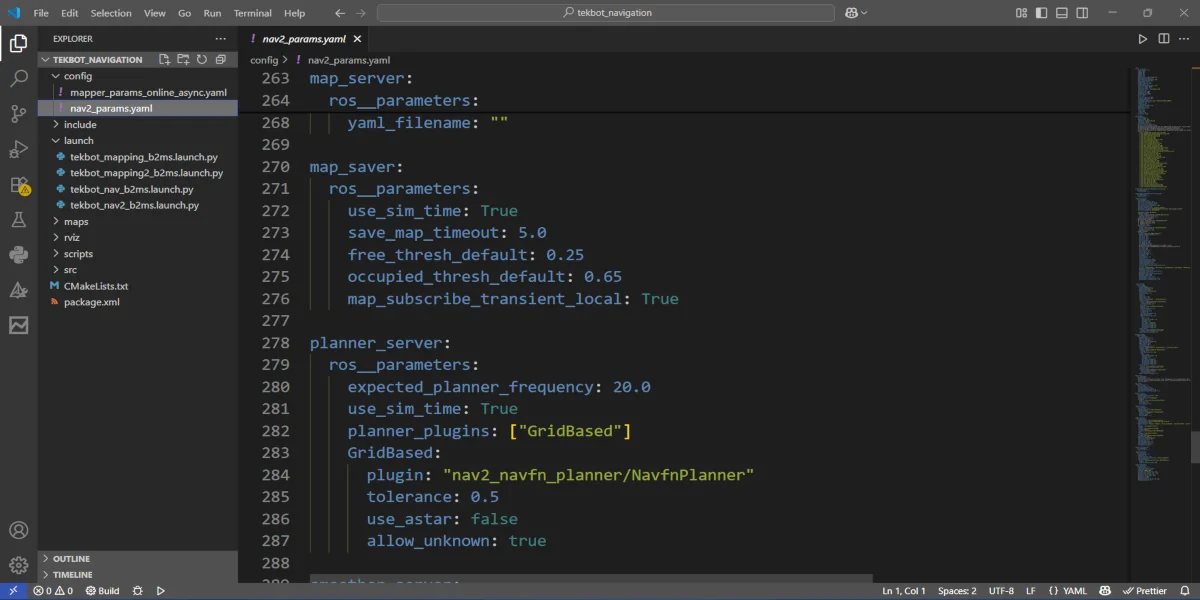 File Edit Selection View Go Run Terminal Help
tekbot_navigation
EXPLORER
TEKBOT_NAVIGATION
config
! mapper_params_online_async.yaml
! nav2_params.yaml
include
launch
tekbot_mapping_b2ms.launch.py
tekbot_mapping2_b2ms.launch.py
tekbot_nav_b2ms.launch.py
tekbot_nav2_b2ms.launch.py
maps
rviz
scripts
src
M CMakeLists.txt
package.xml
OUTLINE
TIMELINE
! nav2_params.yaml
config > ! nav2_params.yaml
263 map_server:
264 ros__parameters:
268 yaml_filename: ""
269
270 map_saver:
271 ros__parameters:
272 use_sim_time: True
273 save_map_timeout: 5.0
274 free_thresh_default: 0.25
275 occupied_thresh_default: 0.65
276 map_subscribe_transient_local: True
277
278 planner_server:
279 ros__parameters:
280 expected_planner_frequency: 20.0
281 use_sim_time: True
282 planner_plugins: ["GridBased"]
283 GridBased:
284 plugin: "nav2_navfn_planner/NavfnPlanner"
285 tolerance: 0.5
286 use_astar: false
287 allow_unknown: true
288
0 0 Build
Ln 1, Col 1 Spaces: 2 UTF-8 LF {} YAML Prettier